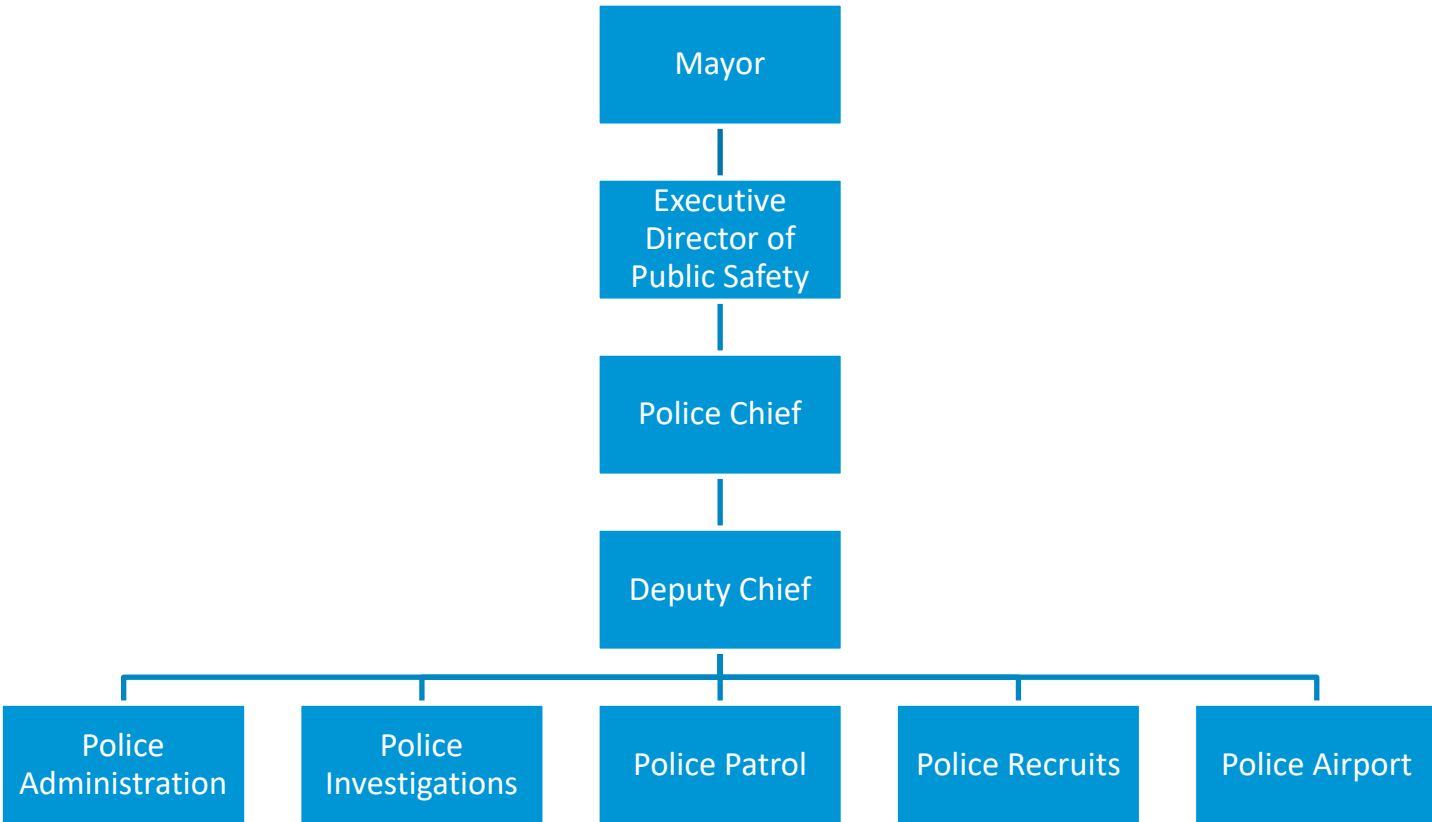 Mayor
Executive
Director of
Public Safety
Police Chief
Deputy Chief
Police
Administration
Police
Investigations
Police Patrol
Police Recruits
Police Airport